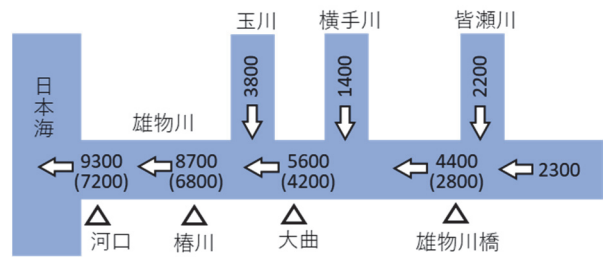 玉川
横手川
皆瀬川
3800
1400
2200
日本海
雄物川
9300
(7200)
8700
(6800)
5600
(4200)
4400
(2800)
2300
河口
椿川
大曲
雄物川橋